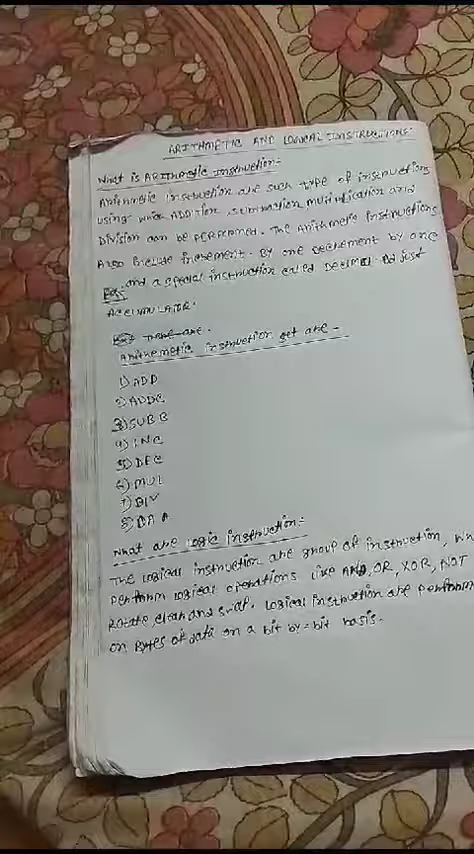 ARITHMETIC AND LOGICAL INSTRUCTIONS:
What is Arithmetic Instruction:-
Arithmetic instruction are such type of instructions
using which ADDITION, subtraction, multiplication and
Division can be PERFORMED. The Arithmetic instructions
Also include increment. By one decrement by one
Eg: and a special instruction called Decimal Ad just
ACCUMULATOR.
Arithemetic instruction set are -
1) ADD
2) ADDC
3) SUB B
4) INC
5) DEC
6) MUL
7) DIV
8) DA A
What are Logic instruction:-
The Logical instruction are group of instruction, Wh
perform logical operations like AND, OR, XOR, NOT
Rotate, clear and swap. Logical instruction are perform
on Bytes of data on a bit by-bit basis.